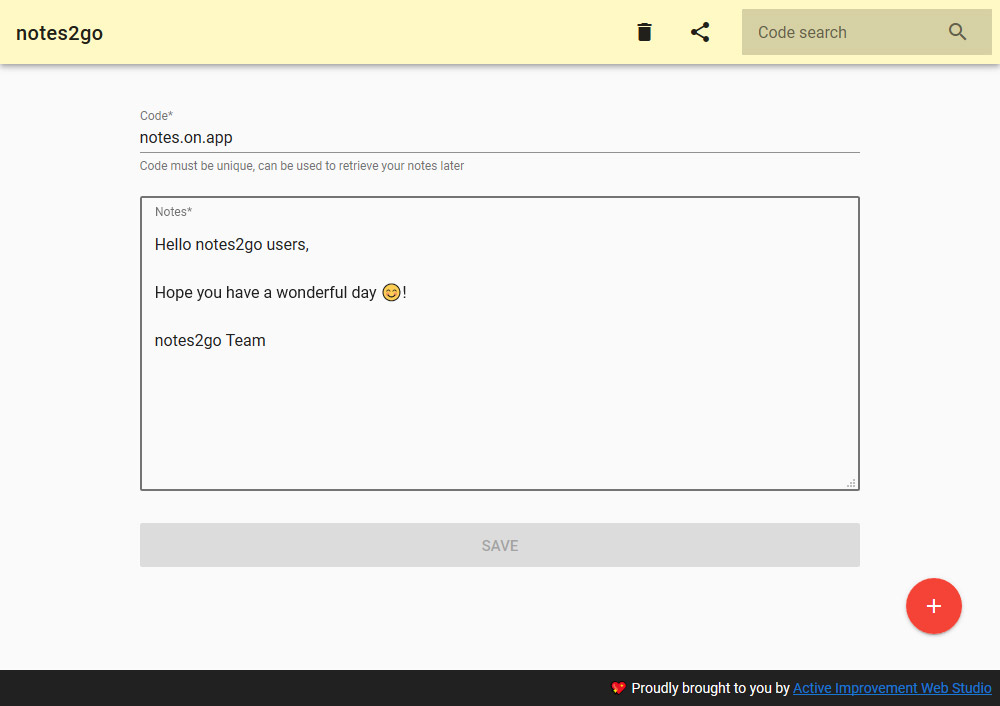 notes2go
Code search
Code*
notes.on.app
Code must be unique, can be used to retrieve your notes later
Notes*
Hello notes2go users,
Hope you have a wonderful day 😊!
notes2go Team
SAVE
💖 Proudly brought to you by Active Improvement Web Studio